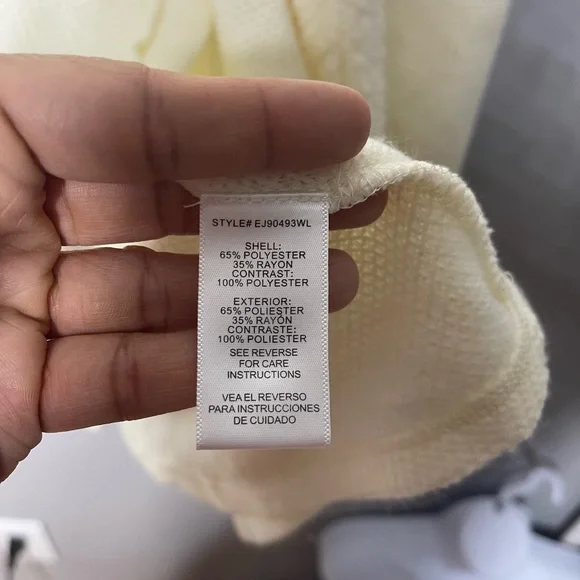 STYLE# EJ90493WL
SHELL:
65% POLYESTER
35% RAYON
CONTRAST:
100% POLYESTER
EXTERIOR:
65% POLIESTER
35% RAYÓN
CONTRASTE:
100% POLIESTER
SEE REVERSE
FOR CARE
INSTRUCTIONS
VEA EL REVERSO
PARA INSTRUCCIONES
DE CUIDADO